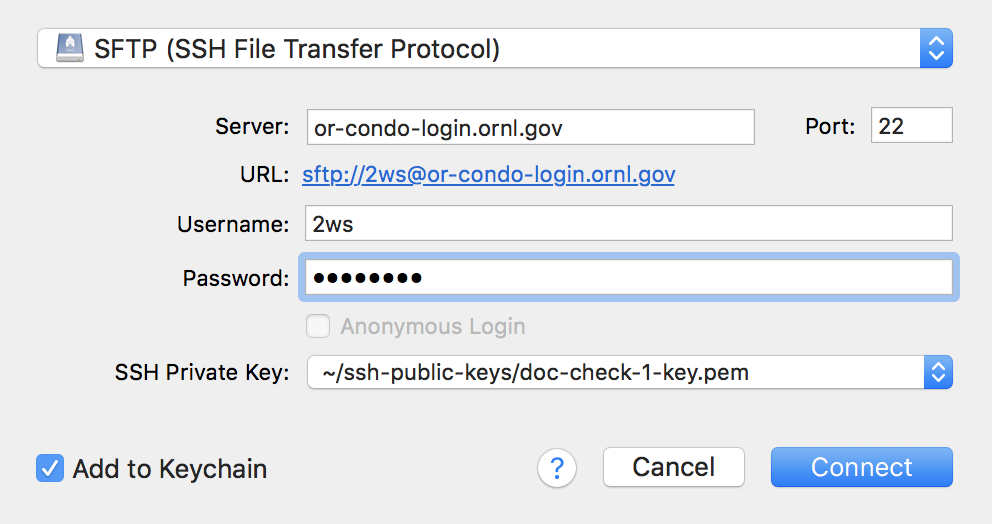 SFTP (SSH File Transfer Protocol)
Server: or-condo-login.ornl.gov Port: 22
URL: sftp://2ws@or-condo-login.ornl.gov
Username: 2ws
Password: ••••••••
Anonymous Login
SSH Private Key: ~/ssh-public-keys/doc-check-1-key.pem
Add to Keychain ? Cancel Connect